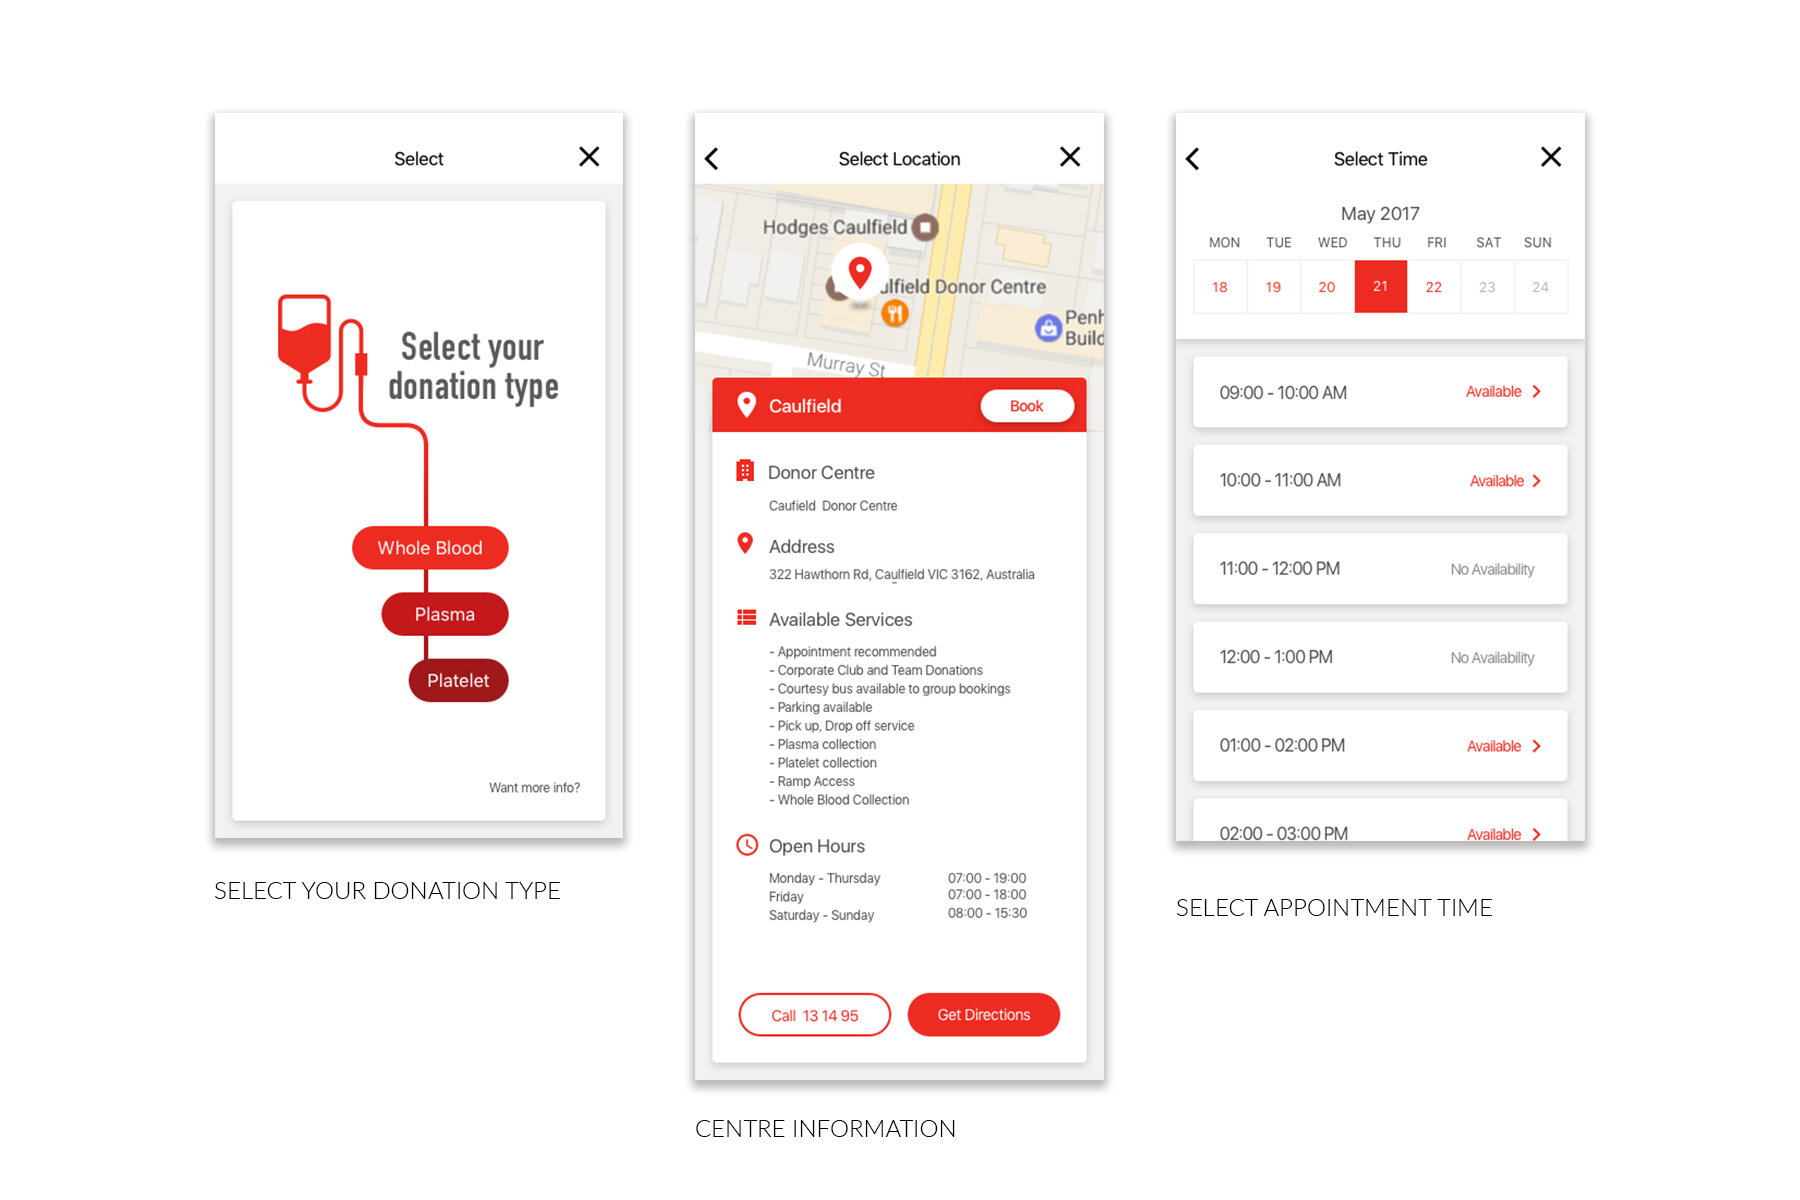 Select
Select your
donation type
Whole Blood
Plasma
Platelet
Want more info?
SELECT YOUR DONATION TYPE
Select Location
Hodges Caulfield
ulfield Donor Centre
Penh
Build
Murray St
Caulfield
Book
Donor Centre
Caufield Donor Centre
Address
322 Hawthorn Rd, Caulfield VIC 3162, Australia
Available Services
- Appointment recommended
- Corporate Club and Team Donations
- Courtesy bus available to group bookings
- Parking available
- Pick up, Drop off service
- Plasma collection
- Platelet collection
- Ramp Access
- Whole Blood Collection
Open Hours
Monday - Thursday 07:00 - 19:00
Friday 07:00 - 18:00
Saturday - Sunday 08:00 - 15:30
Call 13 14 95
Get Directions
CENTRE INFORMATION
Select Time
May 2017
MON TUE WED THU FRI SAT SUN
18 19 20 21 22 23 24
09:00 - 10:00 AM Available
10:00 - 11:00 AM Available
11:00 - 12:00 PM No Availability
12:00 - 1:00 PM No Availability
01:00 - 02:00 PM Available
02:00 - 03:00 PM Available
SELECT APPOINTMENT TIME